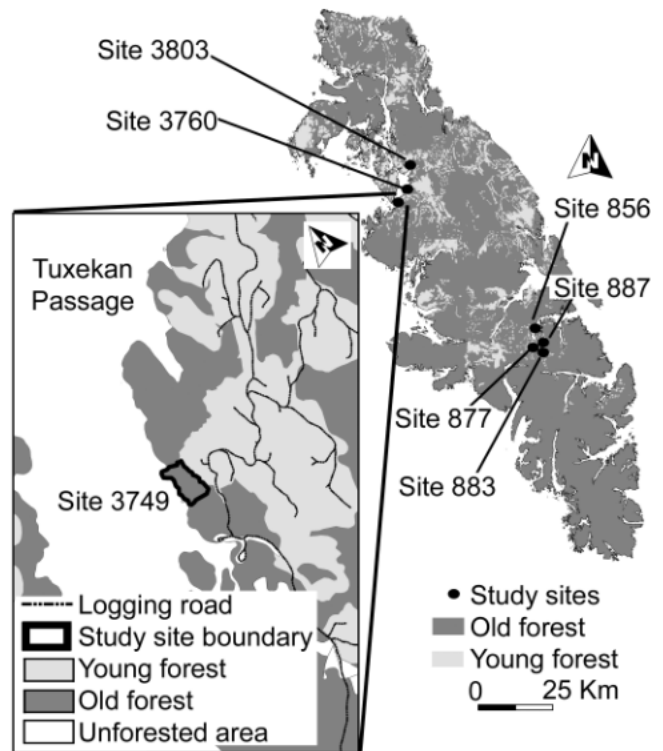 Site 3803
Site 3760
N
Site 856
Site 887
N
Tuxekan
Passage
Site 877
Site 883
Site 3749
Logging road
Study site boundary
Young forest
Old forest
Unforested area
Study sites
Old forest
Young forest
0 25 Km